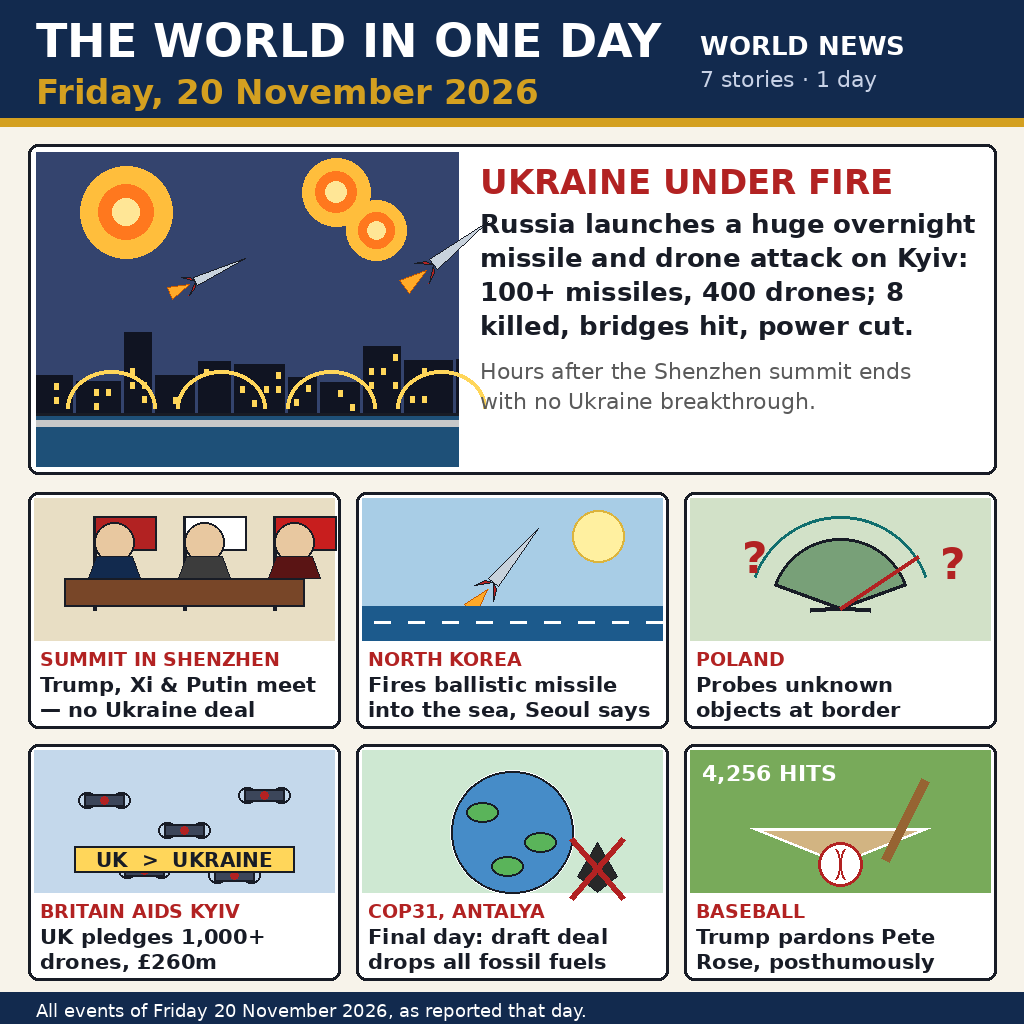 THE WORLD IN ONE DAY
Friday, 20 November 2026
WORLD NEWS
7 stories · 1 day
UKRAINE UNDER FIRE
Russia launches a huge overnight
missile and drone attack on Kyiv:
100+ missiles, 400 drones; 8
killed, bridges hit, power cut.
Hours after the Shenzhen summit ends
with no Ukraine breakthrough.
SUMMIT IN SHENZHEN
Trump, Xi & Putin meet
— no Ukraine deal
NORTH KOREA
Fires ballistic missile
into the sea, Seoul says
? ?
POLAND
Probes unknown
objects at border
UK > UKRAINE
BRITAIN AIDS KYIV
UK pledges 1,000+
drones, £260m
COP31, ANTALYA
Final day: draft deal
drops all fossil fuels
4,256 HITS
BASEBALL
Trump pardons Pete
Rose, posthumously
All events of Friday 20 November 2026, as reported that day.